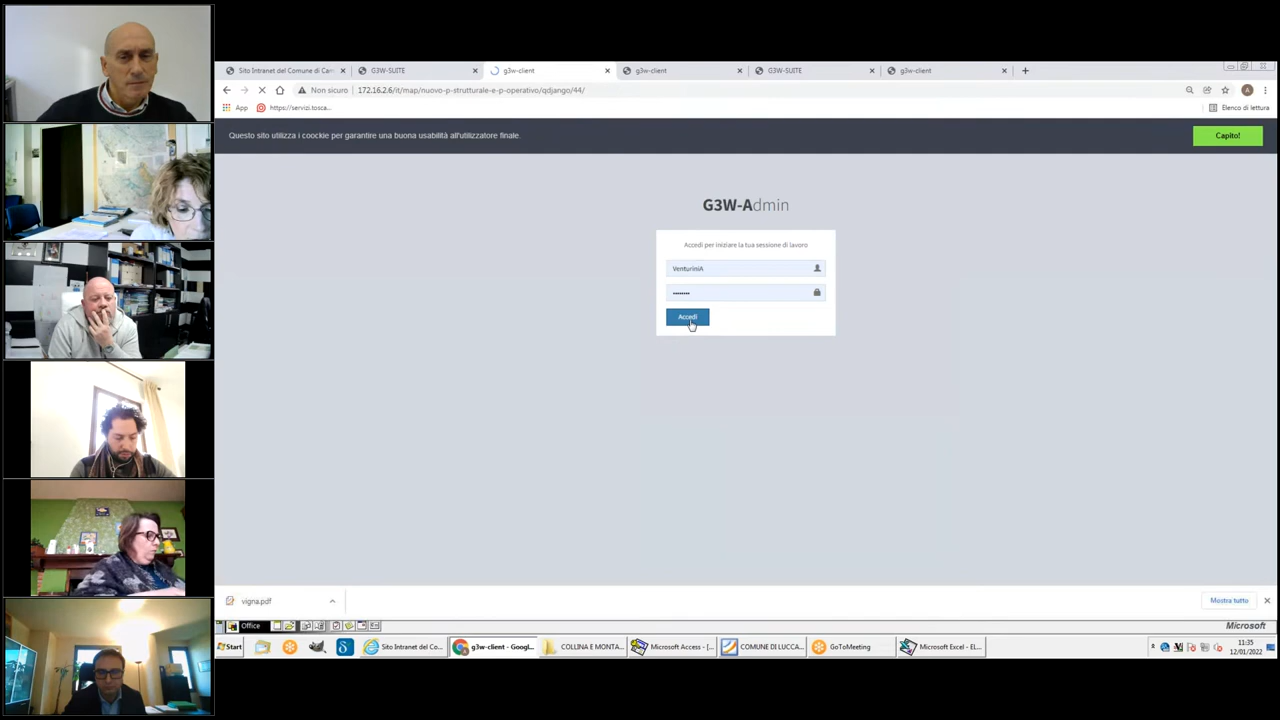 Sito Intranet del Comune di Can
G3W-SUITE
g3w-client
g3w-client
G3W-SUITE
g3w-client
Non sicuro
172.16.2.6/it/map/nuovo-p-strutturale-e-p-operativo/qdjango/44/
A
App
https://servizi.tosca...
Elenco di lettura
Questo sito utilizza i coockie per garantire una buona usabilità all'utilizzatore finale.
Capito!
G3W-Admin
Accedi per iniziare la tua sessione di lavoro
VenturiniA
••••••••
Accedi
vigna.pdf
Mostra tutto
Office
Microsoft
Start
Sito Intranet del Co...
g3w-client - Googl...
COLLINA E MONTA...
Microsoft Access - [...
COMUNE DI LUCCA...
GoToMeeting
Microsoft Excel - EL...
11:35
12/01/2022